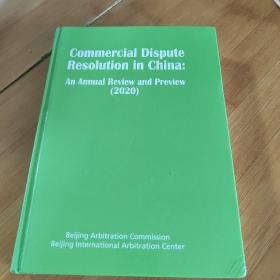 Commercial Dispute
Resolution in China:
An Annual Review and Preview
(2020)
Beijing Arbitration Commission
Beijing International Arbitration Center